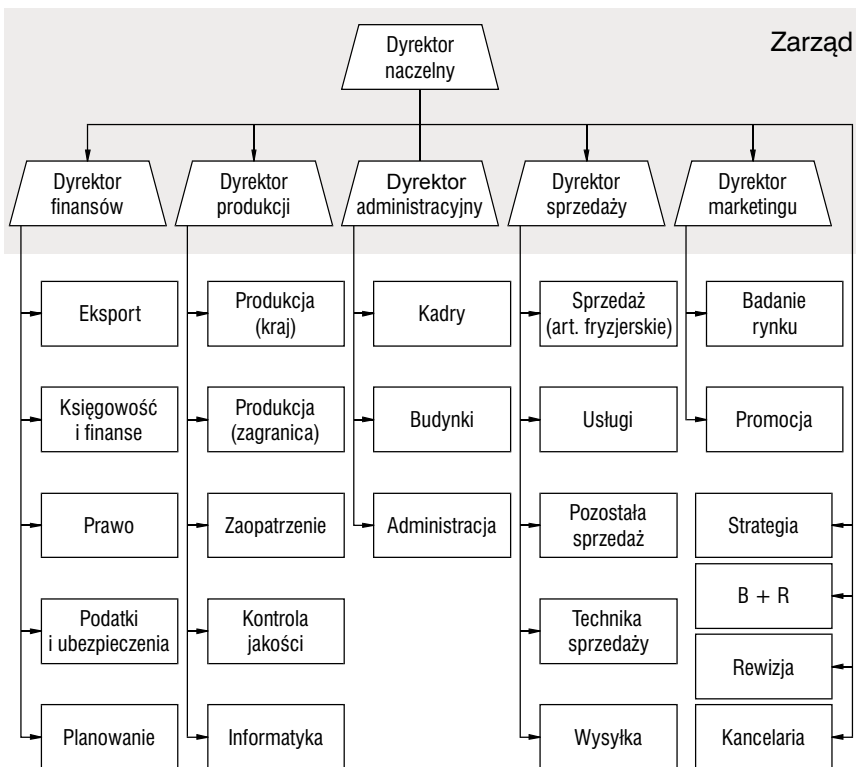 Zarząd
Dyrektor
naczelny
Dyrektor
finansów
Dyrektor
produkcji
Dyrektor
administracyjny
Dyrektor
sprzedaży
Dyrektor
marketingu
Eksport
Produkcja
(kraj)
Kadry
Sprzedaż
(art. fryzjerskie)
Badanie
rynku
Księgowość
i finanse
Produkcja
(zagranica)
Budynki
Usługi
Promocja
Prawo
Zaopatrzenie
Administracja
Pozostała
sprzedaż
Strategia
B + R
Podatki
i ubezpieczenia
Kontrola
jakości
Technika
sprzedaży
Rewizja
Planowanie
Informatyka
Wysyłka
Kancelaria